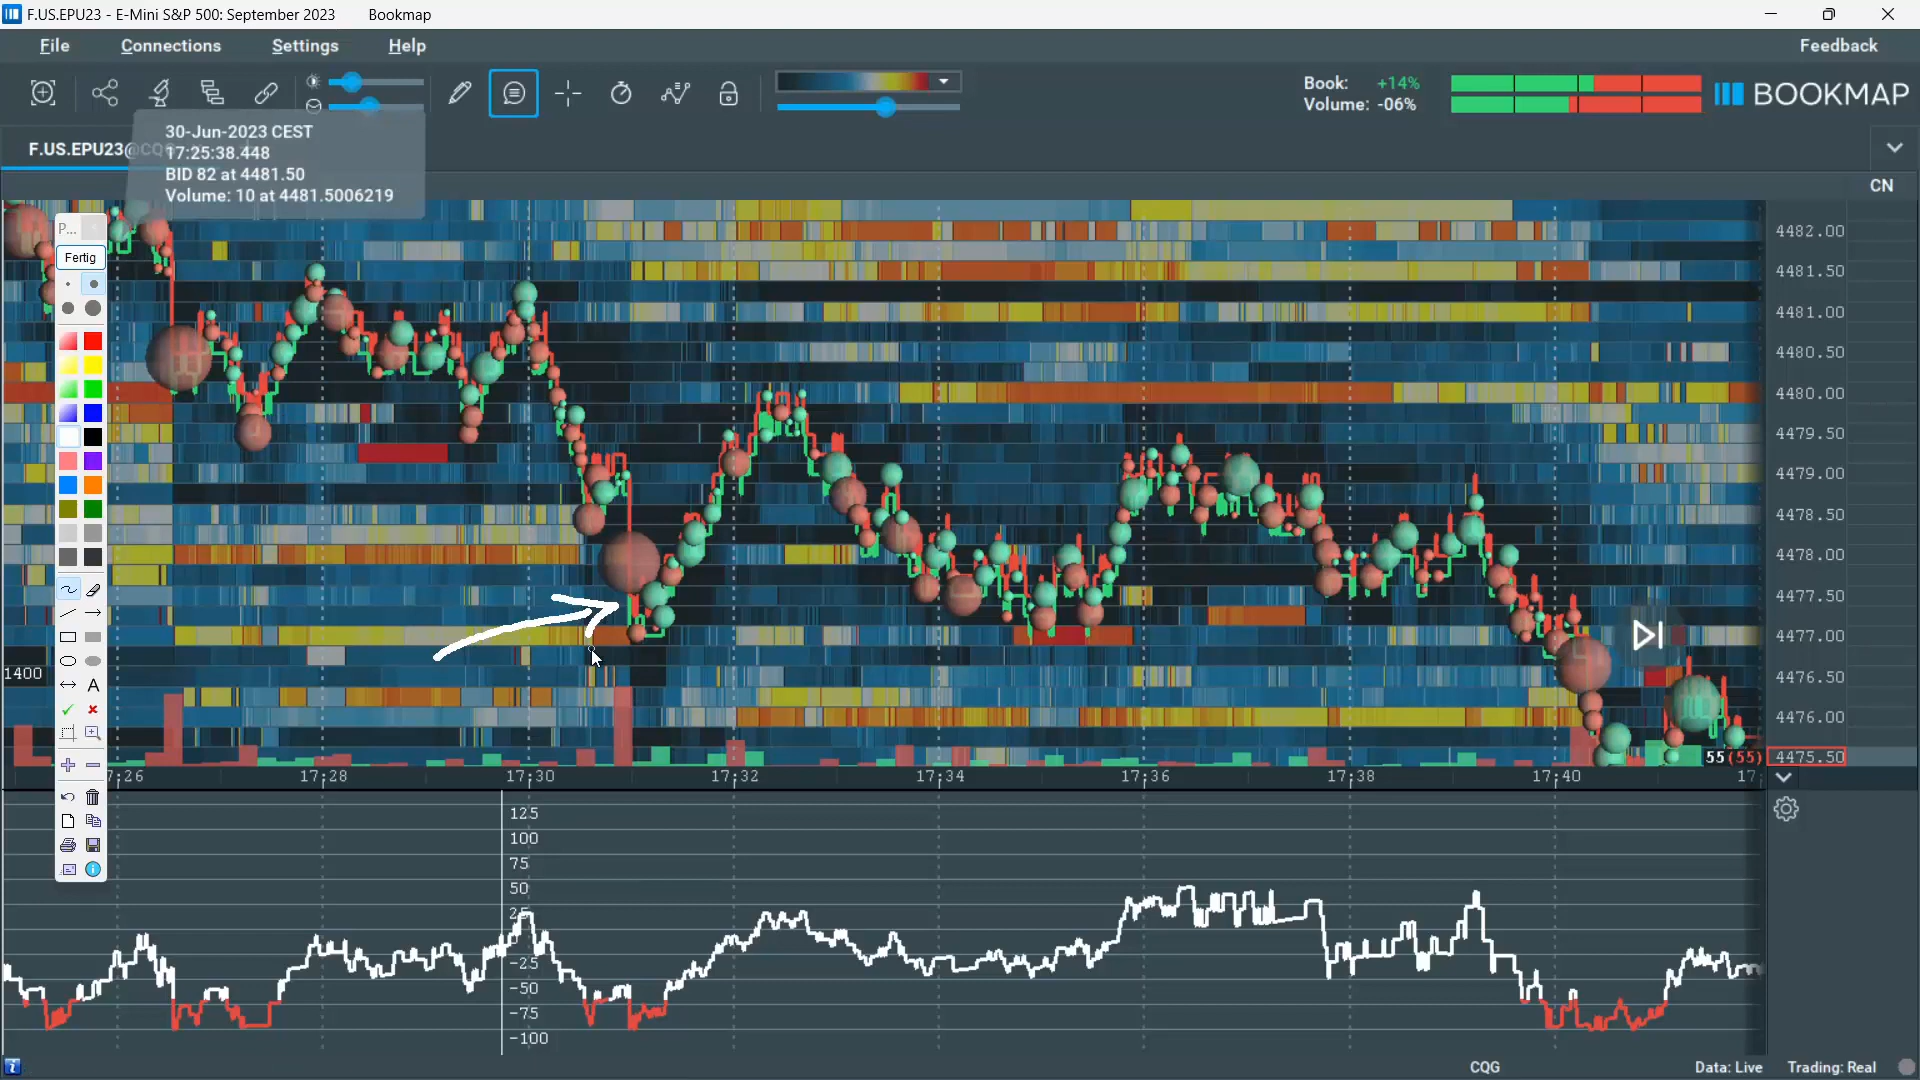 F.US.EPU23 - E-Mini S&P 500: September 2023 Bookmap
File Connections Settings Help Feedback
Book: +14%
Volume: -06%
BOOKMAP
F.US.EPU23@CQG
30-Jun-2023 CEST
17:25:38.448
BID 82 at 4481.50
Volume: 10 at 4481.5006219
CN
P...
Fertig
A
4482.00
4481.50
4481.00
4480.50
4480.00
4479.50
4479.00
4478.50
4478.00
4477.50
4477.00
4476.50
4476.00
4475.50
1400
55(55)
17:26 17:28 17:30 17:32 17:34 17:36 17:38 17:40 17:
125
100
75
50
25
0
-25
-50
-75
-100
CQG Data: Live Trading: Real